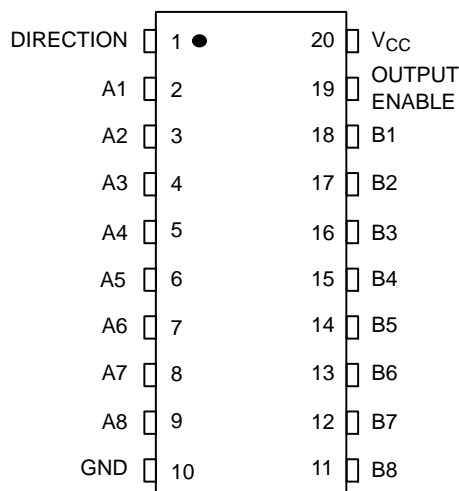 DIRECTION 1 20 VCC
A1 2 19 OUTPUT ENABLE
A2 3 18 B1
A3 4 17 B2
A4 5 16 B3
A5 6 15 B4
A6 7 14 B5
A7 8 13 B6
A8 9 12 B7
GND 10 11 B8